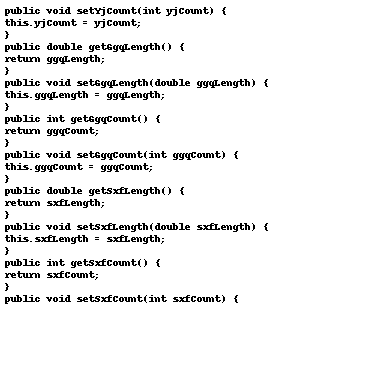 public void setYjCount(int yjCount) {
this.yjCount = yjCount;
}
public double getGgqLength() {
return ggqLength;
}
public void setGgqLength(double ggqLength) {
this.ggqLength = ggqLength;
}
public int getGgqCount() {
return ggqCount;
}
public void setGgqCount(int ggqCount) {
this.ggqCount = ggqCount;
}
public double getSxfLength() {
return sxfLength;
}
public void setSxfLength(double sxfLength) {
this.sxfLength = sxfLength;
}
public int getSxfCount() {
return sxfCount;
}
public void setSxfCount(int sxfCount) {